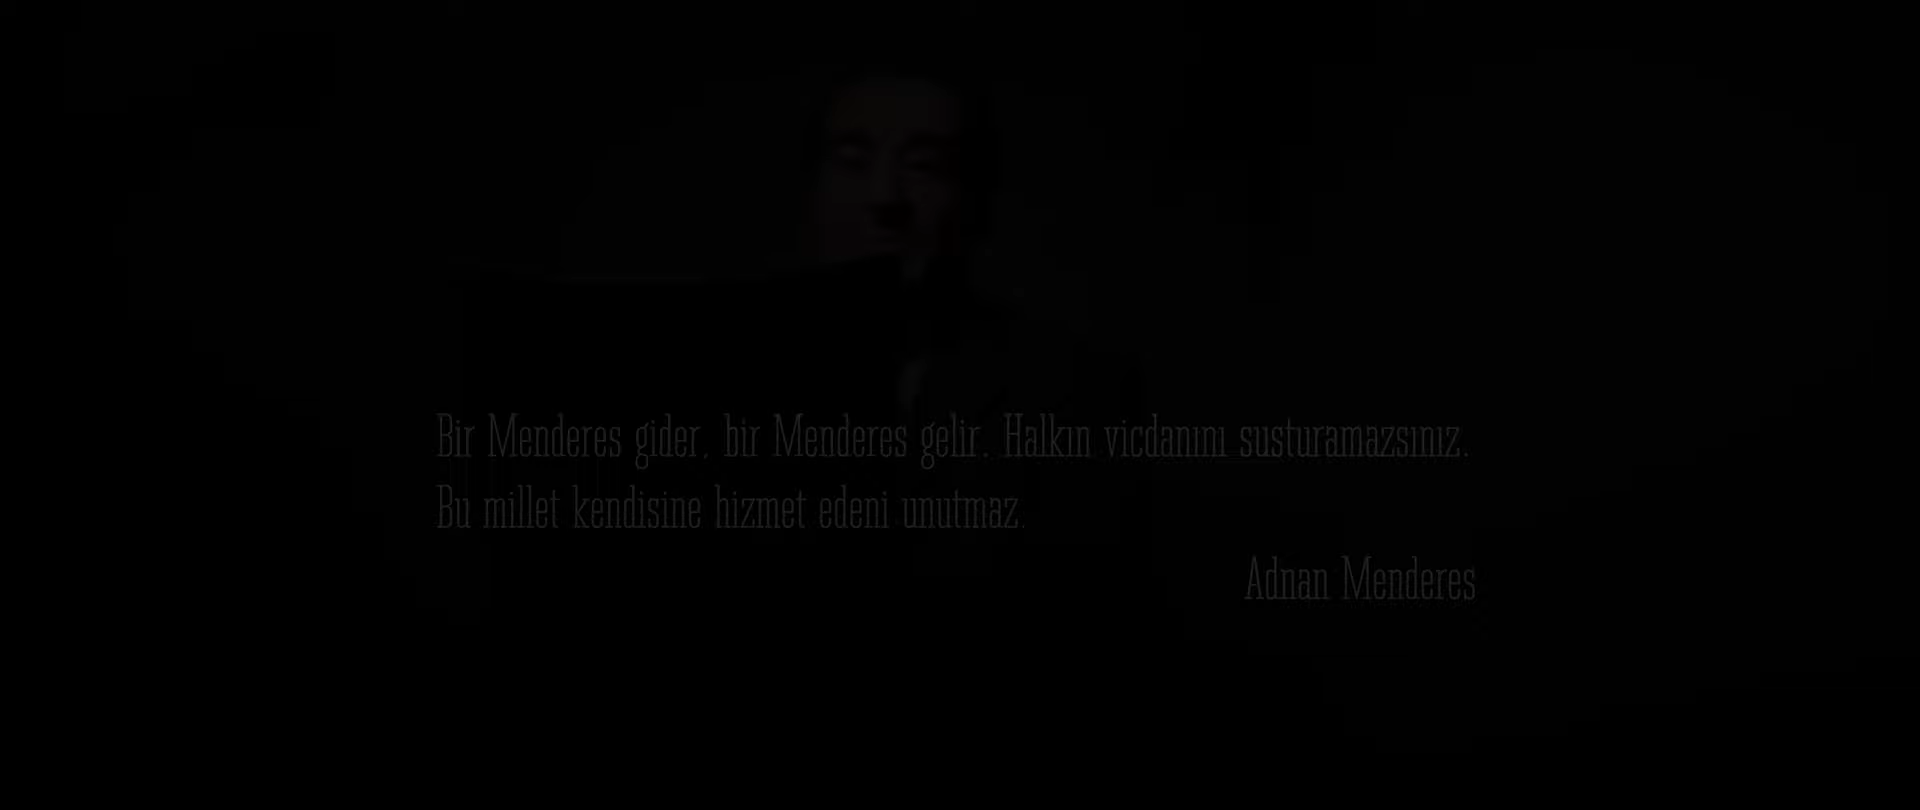 Bir Menderes gider, bir Menderes gelir. Halkın vicdanını susturamazsınız.
Bu millet kendisine hizmet edeni unutmaz.
Adnan Menderes